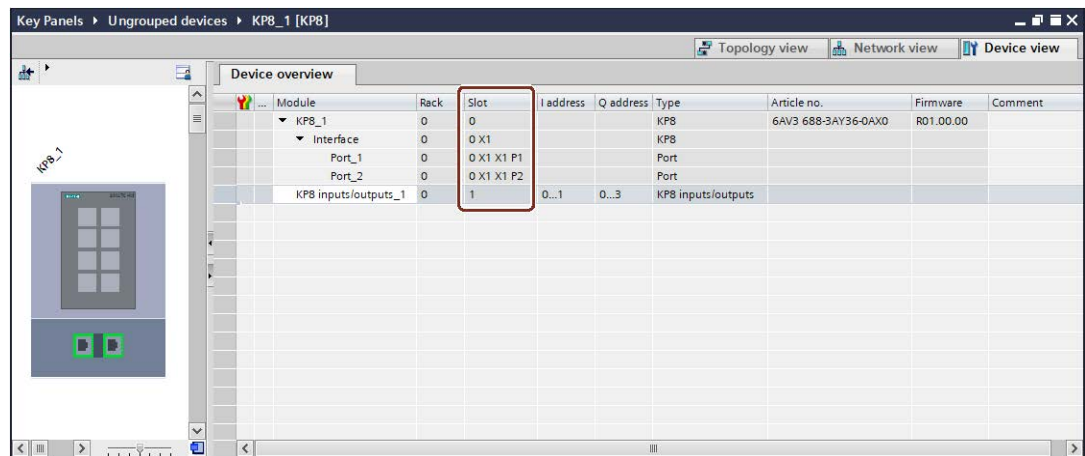 Key Panels ▸ Ungrouped devices ▸ KP8_1 [KP8]
Topology view Network view Device view
Device overview
... Module Rack Slot I address Q address Type Article no. Firmware Comment
KP8_1 0 0 KP8 6AV3 688-3AY36-0AX0 R01.00.00
Interface 0 0 X1 KP8
Port_1 0 0 X1 X1 P1 Port
Port_2 0 0 X1 X1 P2 Port
KP8 inputs/outputs_1 0 1 0...1 0...3 KP8 inputs/outputs
KP8_1